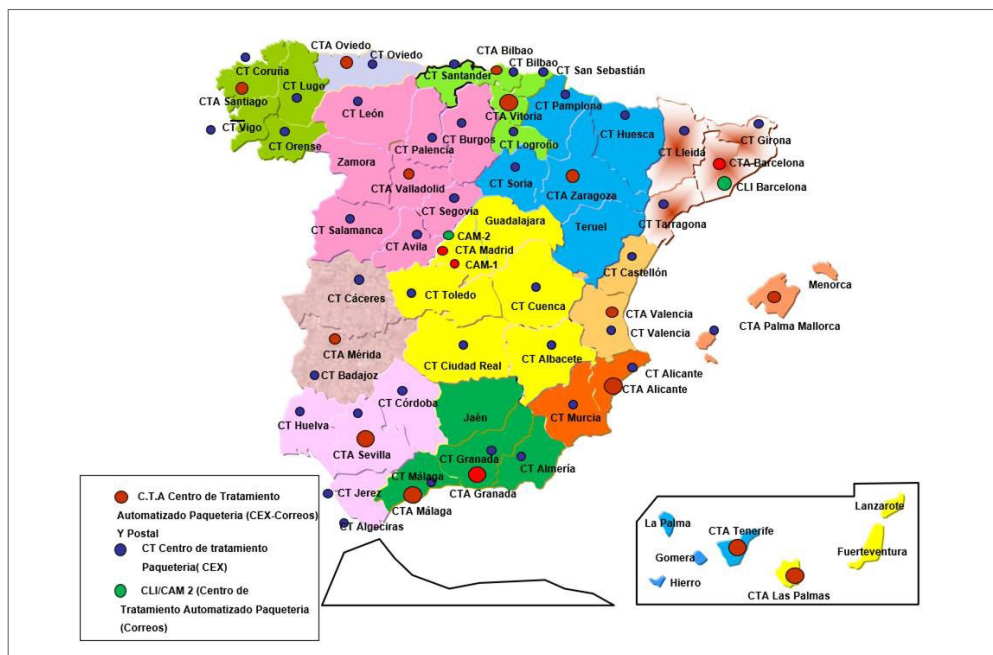 CTA Oviedo
CT Oviedo
CTA Bilbao
CT Bilbao
CT San Sebastián
CT Santander
CT Coruña
CT Lugo
CTA Santiago
CT León
CTA Vitoria
CT Pamplona
CT Vigo
CT Orense
CT Palencía
CT Burgos
CT Logroño
CT Huesca
CT Lleida
CT Girona
CTA Barcelona
CLI Barcelona
Zamora
CTA Valladolid
CT Soria
CTA Zaragoza
CT Segovía
Guadalajara
CT Salamanca
CT Avila
CAM-2
CTA Madrid
CAM-1
Teruel
CT Tarragona
CT Castellón
Menorca
CT Cáceres
CT Toledo
CT Cuenca
CTA Valencia
CT Valencia
CTA Palma Mallorca
CTA Mérida
CT Badajoz
CT Ciudad Real
CT Albacete
CT Alicante
CTA Alicante
CT Córdoba
CT Huelva
Jaén
CT Murcia
CTA Sevilla
CT Granada
CT Almería
CT Málaga
CTA Granada
CT Jerez
CTA Málaga
CT Algeciras
C.T.A Centro de Tratamiento
Automatizado Paqueteria (CEX-Correos)
Y Postal
CT Centro de tratamiento
Paqueteria( CEX)
CLI/CAM 2 (Centro de
Tratamiento Automatizado Paqueteria
(Correos)
La Palma
CTA Tenerife
Lanzarote
Gomera
Fuerteventura
Hierro
CTA Las Palmas